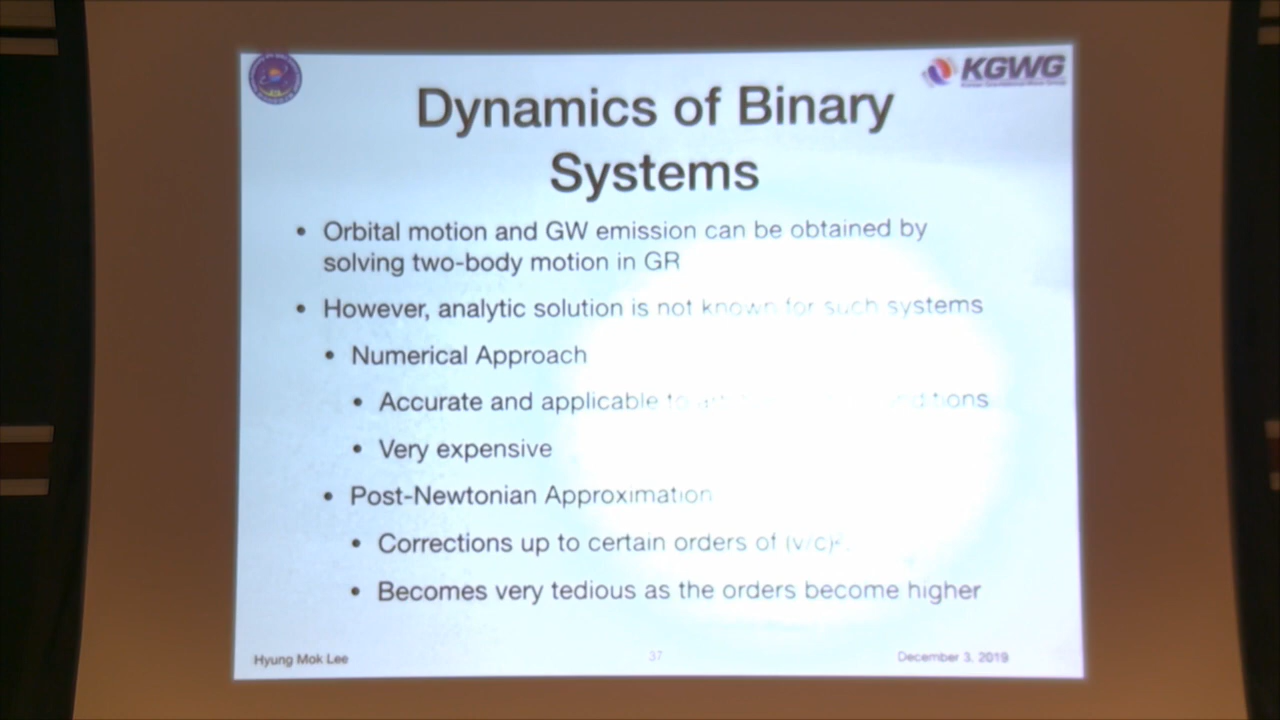 KGWG
Dynamics of Binary
Systems
• Orbital motion and GW emission can be obtained by
solving two-body motion in GR
• However, analytic solution is not known for such systems
• Numerical Approach
• Accurate and applicable to
• Very expensive
• Post-Newtonian Approximation
• Corrections up to certain orders of (v/c)
• Becomes very tedious as the orders become higher
Hyung Mok Lee
37
December 3, 2019